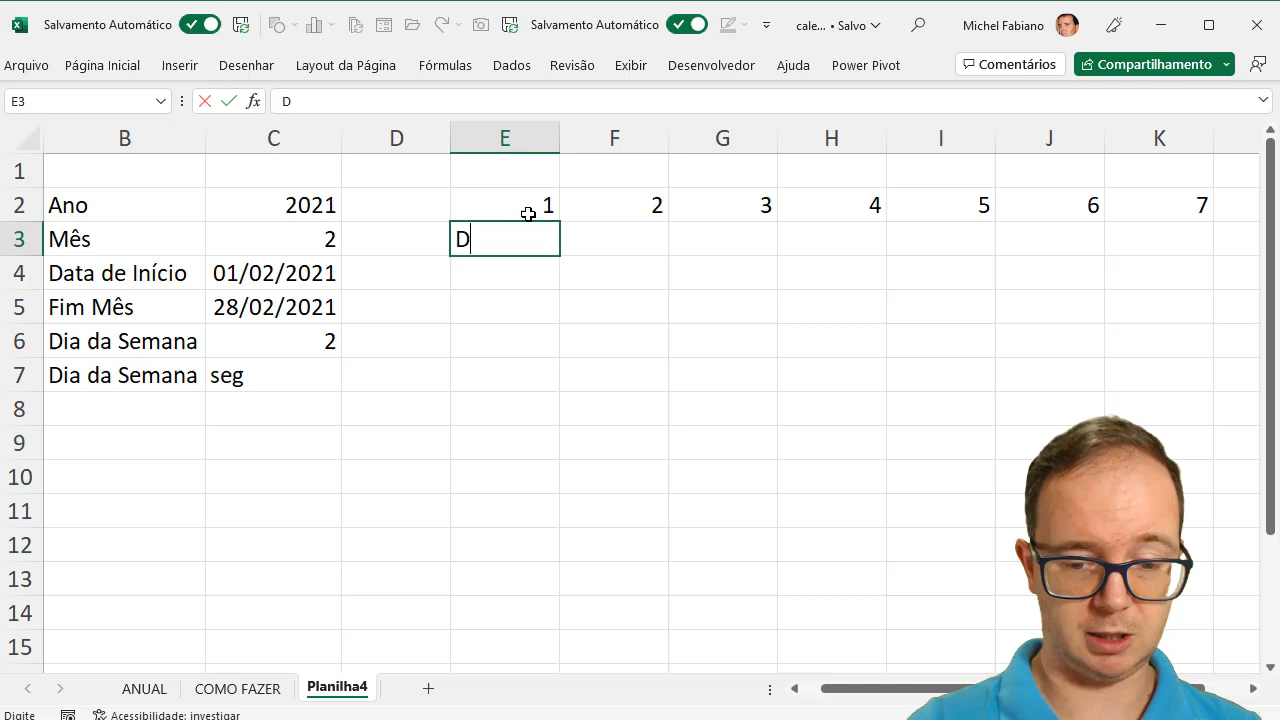 Salvamento Automático Salvamento Automático cale... • Salvo Michel Fabiano
Arquivo Página Inicial Inserir Desenhar Layout da Página Fórmulas Dados Revisão Exibir Desenvolvedor Ajuda Power Pivot Comentários Compartilhamento
E3 fx D
B C D E F G H I J K
1
2 Ano 2021 1 2 3 4 5 6 7
3 Mês 2 D
4 Data de Início 01/02/2021
5 Fim Mês 28/02/2021
6 Dia da Semana 2
7 Dia da Semana seg
8
9
10
11
12
13
14
15
ANUAL COMO FAZER Planilha4
Digite Acessibilidade: investigar